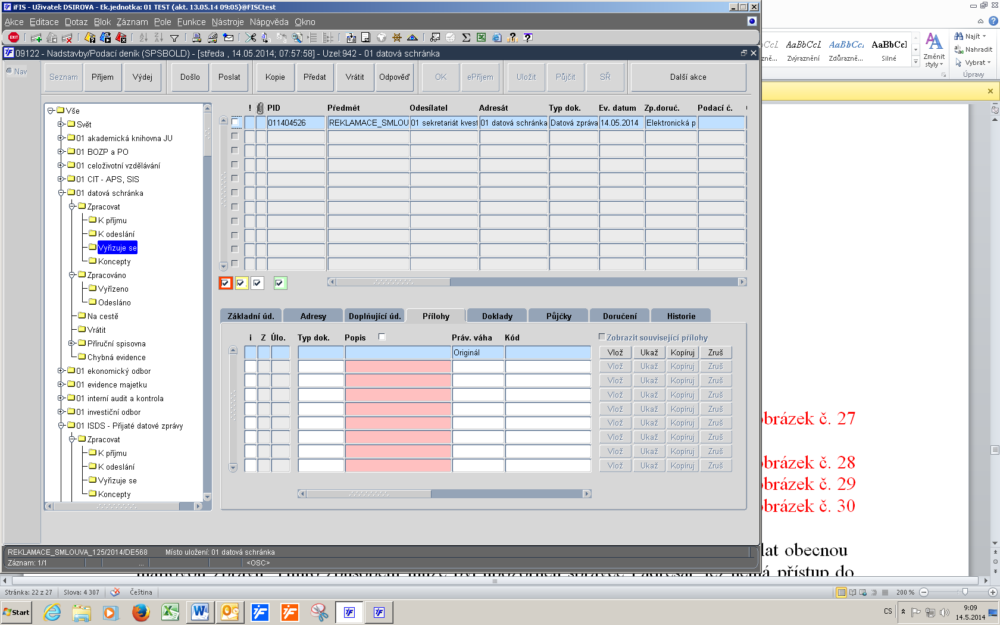 iFIS - Uživatel: DSIROVA - Ek.jednotka: 01 TEST (akt. 13.05.14 09:05)@FISCtest
Akce Editace Dotaz Blok Záznam Pole Funkce Nástroje Nápověda Okno
EXIT
09122 - Nadstavby/Podací deník (SPSBOLD) - [středa , 14.05.2014; 07:57:58] - Uzel:942 - 01 datová schránka
Nav
Seznam Příjem Výdej Došlo Poslat Kopie Předat Vrátit Odpověď OK ePříjem Uložit Půjčit SŘ Další akce
Vše
Svět
01 akademická knihovna JU
01 BOZP a PO
01 celoživotní vzdělávání
01 CIT - APS, SIS
01 datová schránka
Zpracovat
K příjmu
K odeslání
Vyřizuje se
Koncepty
Zpracováno
Vyřízeno
Odesláno
Na cestě
Vrátit
Příruční spisovna
Chybná evidence
01 ekonomický odbor
01 evidence majetku
01 interní audit a kontrola
01 investiční odbor
01 ISDS - Přijaté datové zprávy
Zpracovat
K příjmu
K odeslání
Vyřizuje se
Koncepty
! PID Předmět Odesílatel Adresát Typ dok. Ev. datum Zp.doruč. Podací č.
011404526 REKLAMACE_SMLOU 01 sekretariát kvest 01 datová schránka Datová zpráva 14.05.2014 Elektronická p
Základní úd. Adresy Doplňující úd. Přílohy Doklady Půjčky Doručení Historie
i Z Úlo. Typ dok. Popis Práv. váha Kód Zobrazit související přílohy
Originál Vlož Ukaž Kopíruj Zruš
Vlož Ukaž Kopíruj Zruš
Vlož Ukaž Kopíruj Zruš
Vlož Ukaž Kopíruj Zruš
Vlož Ukaž Kopíruj Zruš
Vlož Ukaž Kopíruj Zruš
Vlož Ukaž Kopíruj Zruš
Vlož Ukaž Kopíruj Zruš
Vlož Ukaž Kopíruj Zruš
REKLAMACE_SMLOUVA_125/2014/DE568 Místo uložení: 01 datová schránka
Záznam: 1/1 ... <OSC>
AaBbCcL AaBbCcL AaBbCc. AaBbCcI
zně... Zvýraznění Zdůrazně... Silné
Změnit
styly
Najít
Nahradit
Vybrat
Úpravy
brázek č. 27
brázek č. 28
brázek č. 29
brázek č. 30
lat obecnou
přístup do
Stránka: 22 z 27 Slova: 4 307 Čeština 200 %
Start CS 9:09
14.5.2014